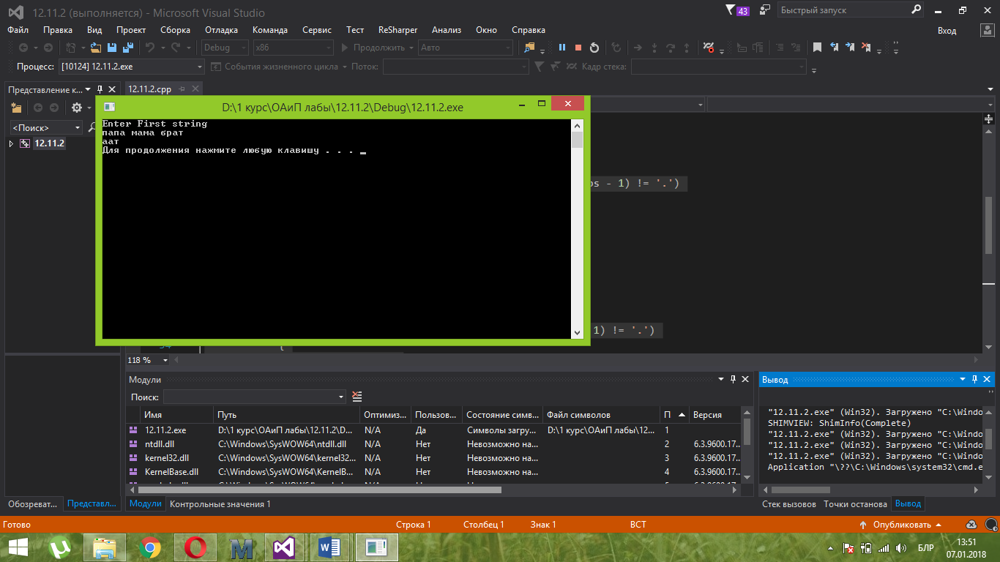 12.11.2 (выполняется) - Microsoft Visual Studio
43
Быстрый запуск
Файл Правка Вид Проект Сборка Отладка Команда Сервис Тест ReSharper Анализ Окно Справка
Вход
Debug x86 Продолжить Авто
Процесс: [10124] 12.11.2.exe События жизненного цикла Поток: Кадр стека:
Представление к...
12.11.2.cpp
<Поиск>
12.11.2
D:\1 курс\ОАиП лабы\12.11.2\Debug\12.11.2.exe
Enter First string
папа мама брат
аат
Для продолжения нажмите любую клавишу . . . _
os - 1) != '.')
1) != '.')
{
118 %
Модули
Поиск:
Имя Путь Оптимиз... Пользов... Состояние симв... Файл символов П Версия
12.11.2.exe D:\1 курс\ОАиП лабы\12.11.2\D... N/A Да Символы загру... D:\1 курс\ОАиП лабы\12... 1
ntdll.dll C:\Windows\SysWOW64\ntdll.dll N/A Нет Невозможно на... 2 6.3.9600.17...
kernel32.dll C:\Windows\SysWOW64\kernel32... N/A Нет Невозможно на... 3 6.3.9600.17...
KernelBase.dll C:\Windows\SysWOW64\KernelB... N/A Нет Невозможно на... 4 6.3.9600.17...
Вывод
"12.11.2.exe" (Win32). Загружено "C:\Windo
SHIMVIEW: ShimInfo(Complete)
"12.11.2.exe" (Win32). Загружено "C:\Windo
"12.11.2.exe" (Win32). Загружено "C:\Windo
"12.11.2.exe" (Win32). Загружено "C:\Windo
Application "\??\C:\Windows\system32\cmd.e
Обозреват... Представл...
Модули Контрольные значения 1
Стек вызовов Точки останова Вывод
Готово Строка 1 Столбец 1 Знак 1 ВСТ Опубликовать
БЛР
13:51
07.01.2018